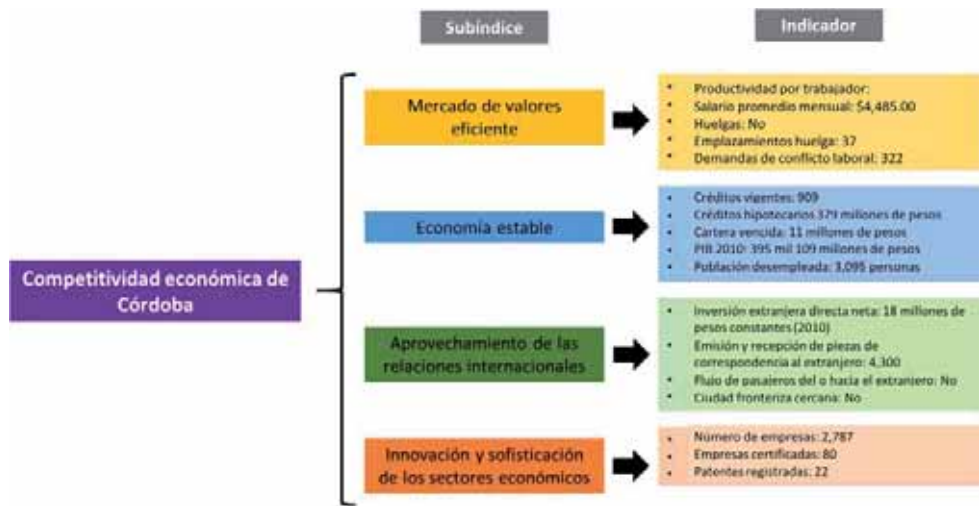 Subíndice
Indicador
Competitividad económica de
Córdoba
Mercado de valores
eficiente
• Productividad por trabajador:
• Salario promedio mensual: $4,485.00
• Huelgas: No
• Emplazamientos huelga: 37
• Demandas de conflicto laboral: 322
Economía estable
• Créditos vigentes: 909
• Créditos hipotecarios 379 millones de pesos
• Cartera vencida: 11 millones de pesos
• PIB 2010: 395 mil 109 millones de pesos
• Población desempleada: 3,095 personas
Aprovechamiento de las
relaciones internacionales
• Inversión extranjera directa neta: 18 millones de
pesos constantes (2010)
• Emisión y recepción de piezas de
correspondencia al extranjero: 4,300
• Flujo de pasajeros del o hacia el extranjero: No
• Ciudad fronteriza cercana: No
Innovación y sofisticación
de los sectores económicos
• Número de empresas: 2,787
• Empresas certificadas: 80
• Patentes registradas: 22